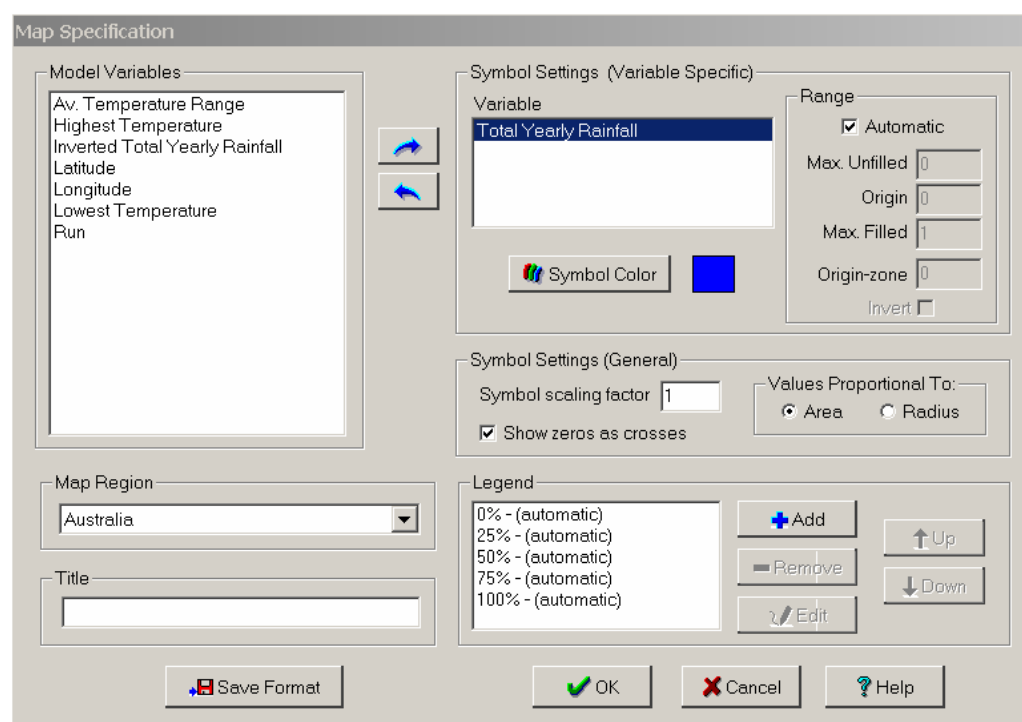 Map Specification
Model Variables
Av. Temperature Range
Highest Temperature
Inverted Total Yearly Rainfall
Latitude
Longitude
Lowest Temperature
Run
Symbol Settings (Variable Specific)
Variable
Total Yearly Rainfall
Symbol Color
Range
Automatic
Max. Unfilled 0
Origin 0
Max. Filled 1
Origin-zone 0
Invert
Symbol Settings (General)
Symbol scaling factor 1
Show zeros as crosses
Values Proportional To:
Area Radius
Map Region
Australia
Title
Legend
0% - (automatic)
25% - (automatic)
50% - (automatic)
75% - (automatic)
100% - (automatic)
Add
Remove
Edit
Up
Down
Save Format
OK
Cancel
Help